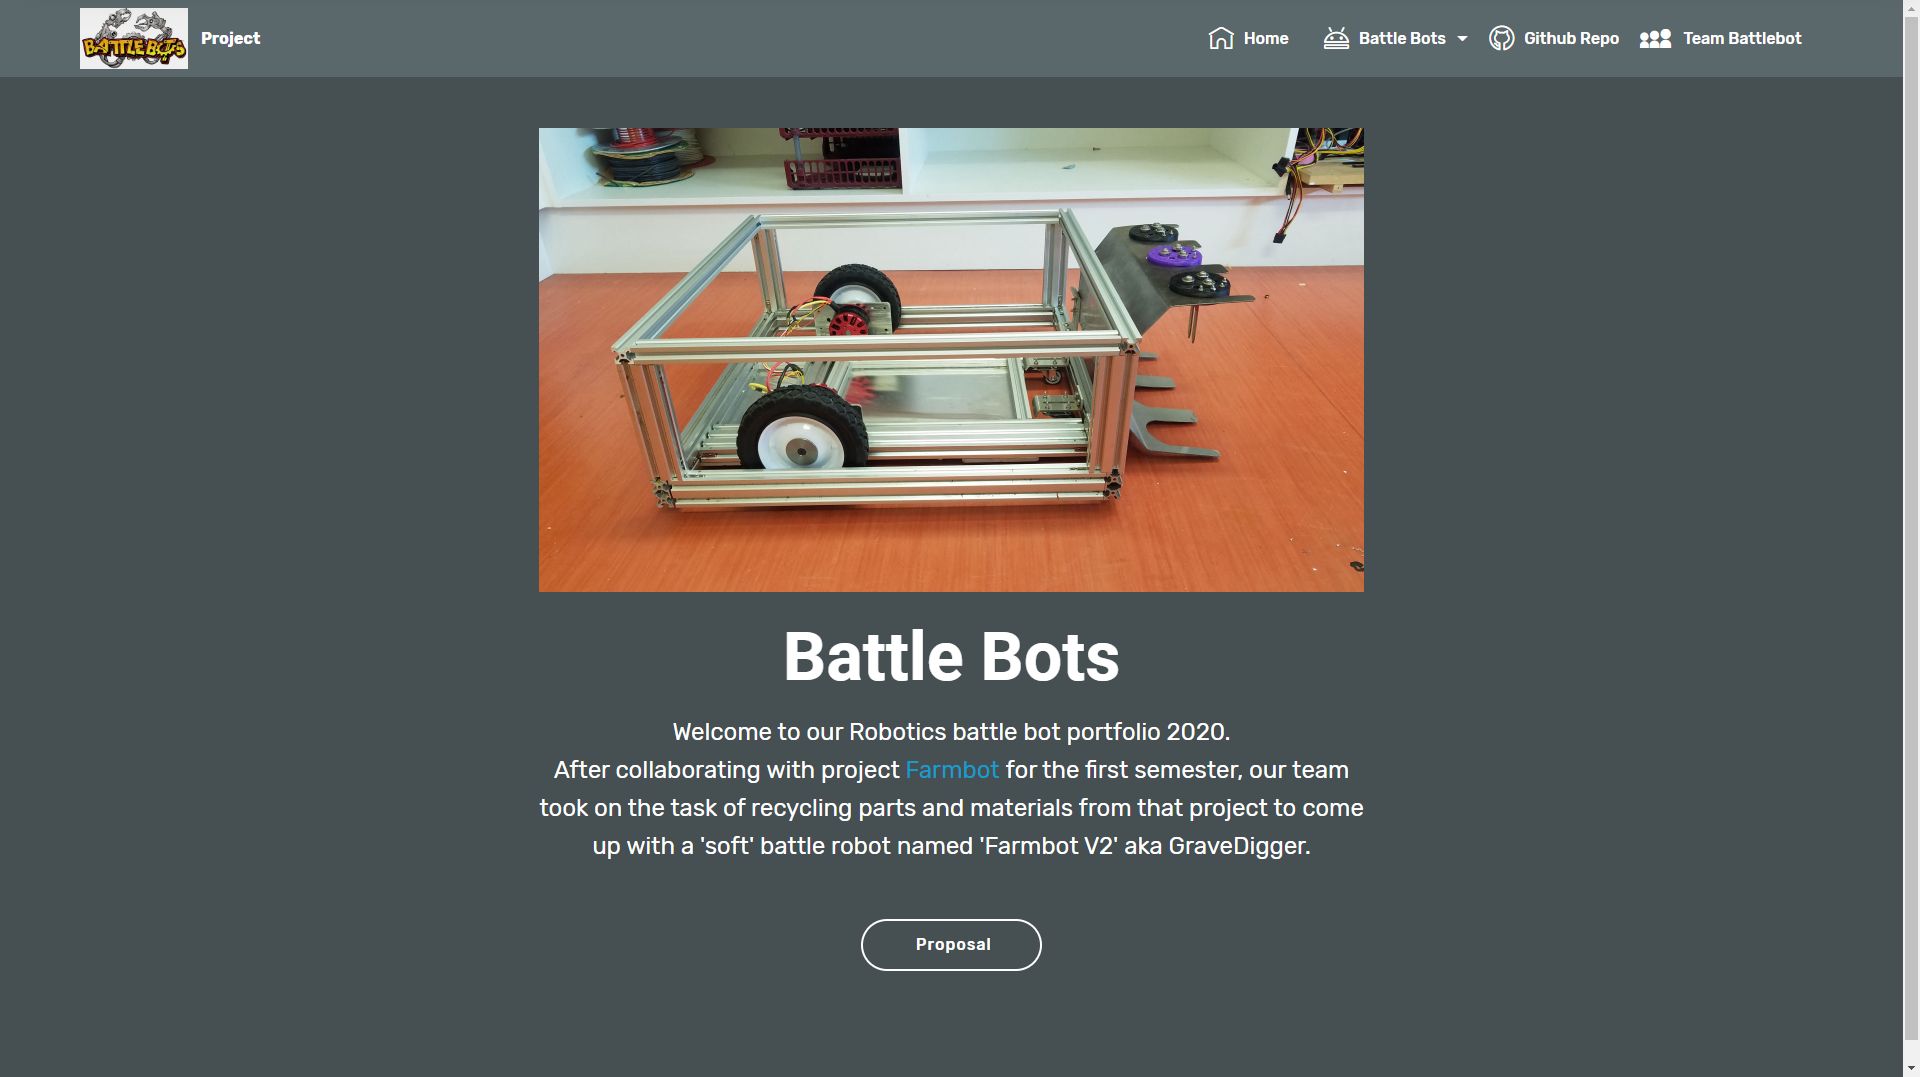 BATTLEBOTS
Project
Home
Battle Bots
Github Repo
Team Battlebot
Battle Bots
Welcome to our Robotics battle bot portfolio 2020.
After collaborating with project Farmbot for the first semester, our team
took on the task of recycling parts and materials from that project to come
up with a 'soft' battle robot named 'Farmbot V2' aka GraveDigger.
Proposal